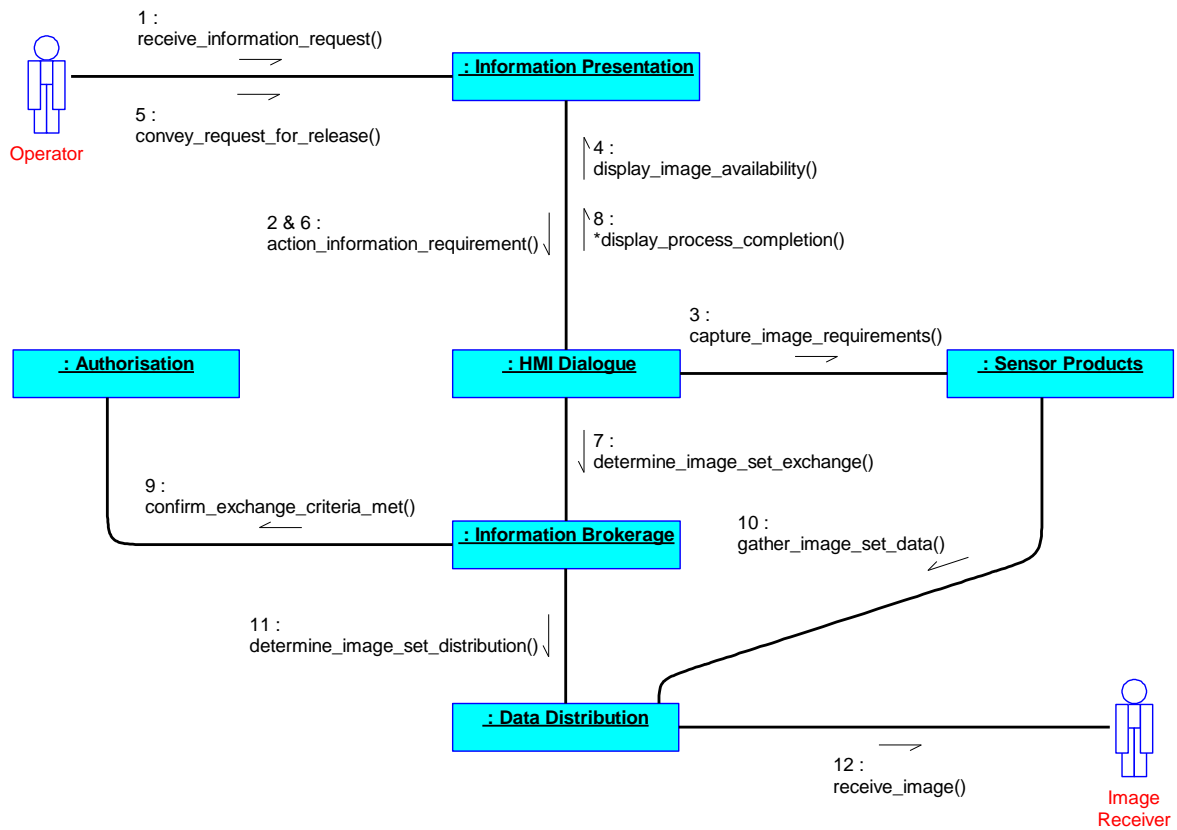 1 :
receive_information_request()
: Information Presentation
5 :
convey_request_for_release()
Operator
4 :
display_image_availability()
2 & 6 :
action_information_requirement()
8 :
*display_process_completion()
3 :
capture_image_requirements()
: Authorisation
: HMI Dialogue
: Sensor Products
7 :
determine_image_set_exchange()
9 :
confirm_exchange_criteria_met()
: Information Brokerage
10 :
gather_image_set_data()
11 :
determine_image_set_distribution()
: Data Distribution
12 :
receive_image()
Image
Receiver